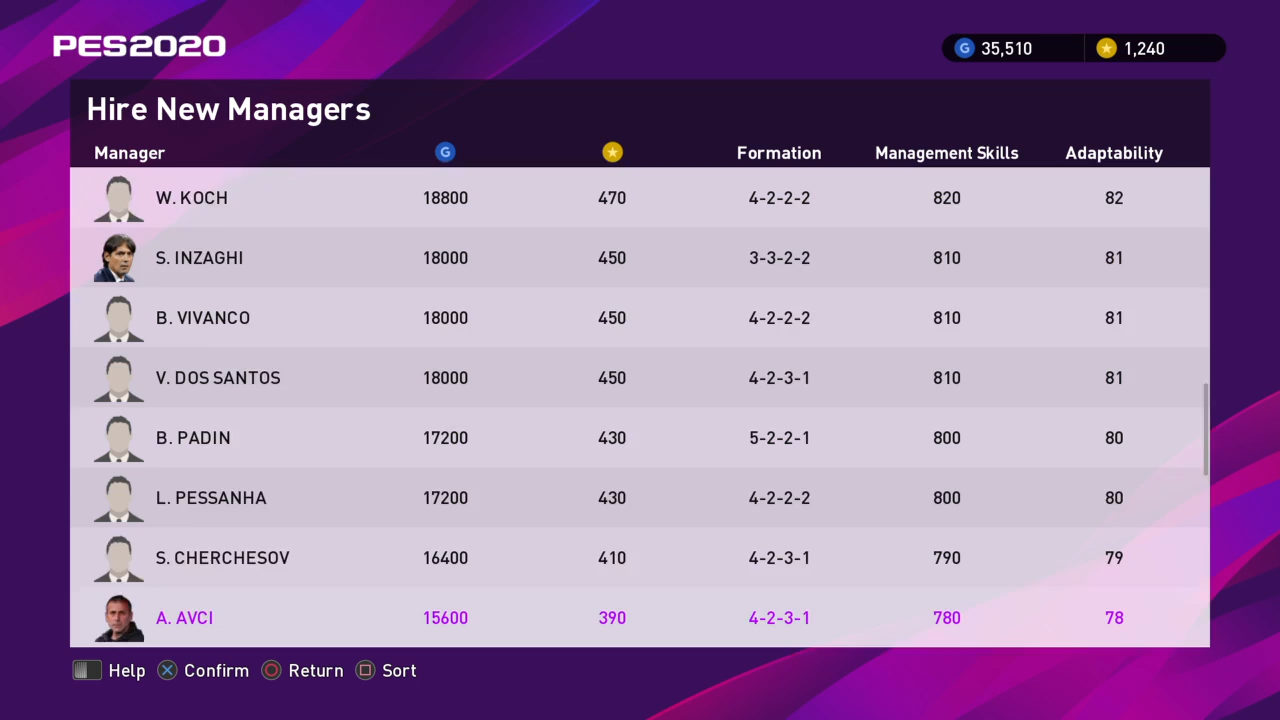 PES2020
G 35,510 1,240
Hire New Managers
Manager G Formation Management Skills Adaptability
W. KOCH 18800 470 4-2-2-2 820 82
S. INZAGHI 18000 450 3-3-2-2 810 81
B. VIVANCO 18000 450 4-2-2-2 810 81
V. DOS SANTOS 18000 450 4-2-3-1 810 81
B. PADIN 17200 430 5-2-2-1 800 80
L. PESSANHA 17200 430 4-2-2-2 800 80
S. CHERCHESOV 16400 410 4-2-3-1 790 79
A. AVCI 15600 390 4-2-3-1 780 78
Help Confirm Return Sort